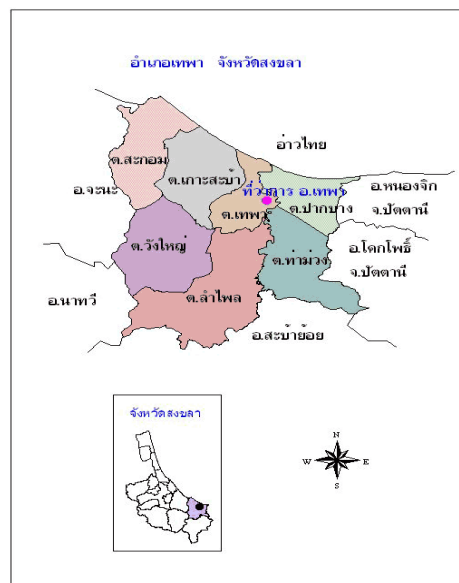 อำเภอเทพา จังหวัดสงขลา
อ่าวไทย
ต.สะกอม
ต.เกาะสะบ้า
อ.จะนะ
ที่ว่าการ อ.เทพา
อ.หนองจิก
จ.ปัตตานี
ต.เทพา
ต.ปากบาง
ต.วังใหญ่
ต.ท่าม่วง
อ.โคกโพธิ์
จ.ปัตตานี
อ.นาทวี
ต.ลำไพล
อ.สะบ้าย้อย
จังหวัดสงขลา
N
W E
S